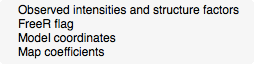 Observed intensities and structure factors
FreeR flag
Model coordinates
Map coefficients